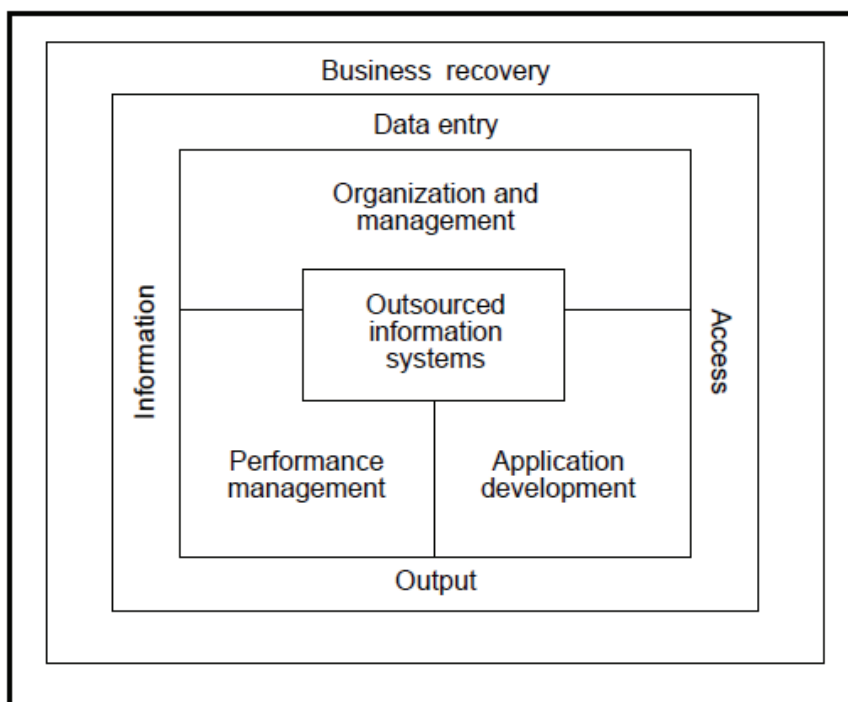 Business recovery
Data entry
Organization and
management
Outsourced
information
systems
Information
Access
Performance
management
Application
development
Output